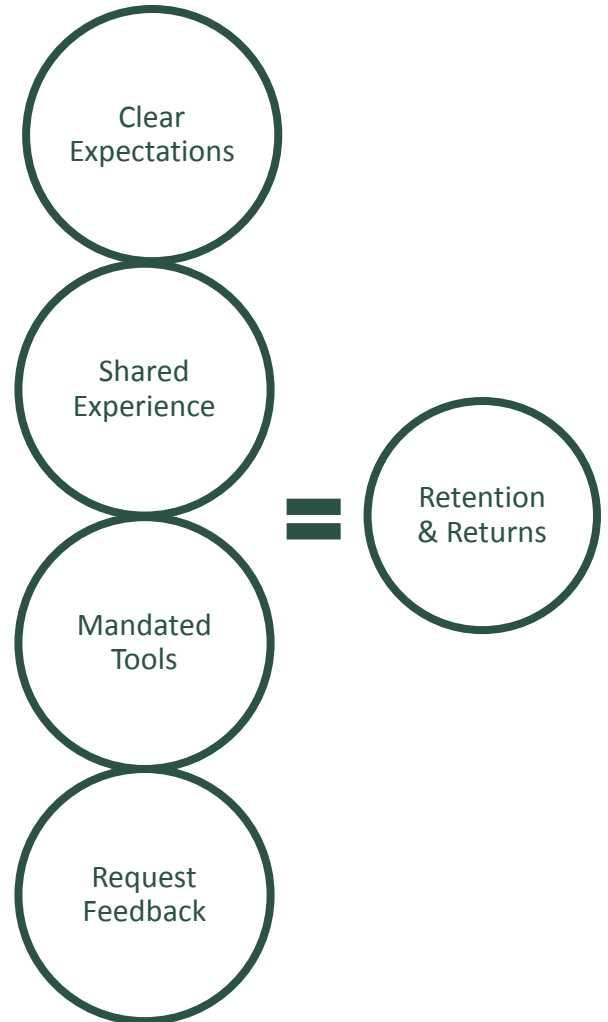 Clear
Expectations
Shared
Experience
Mandated
Tools
Request
Feedback
=
Retention
& Returns